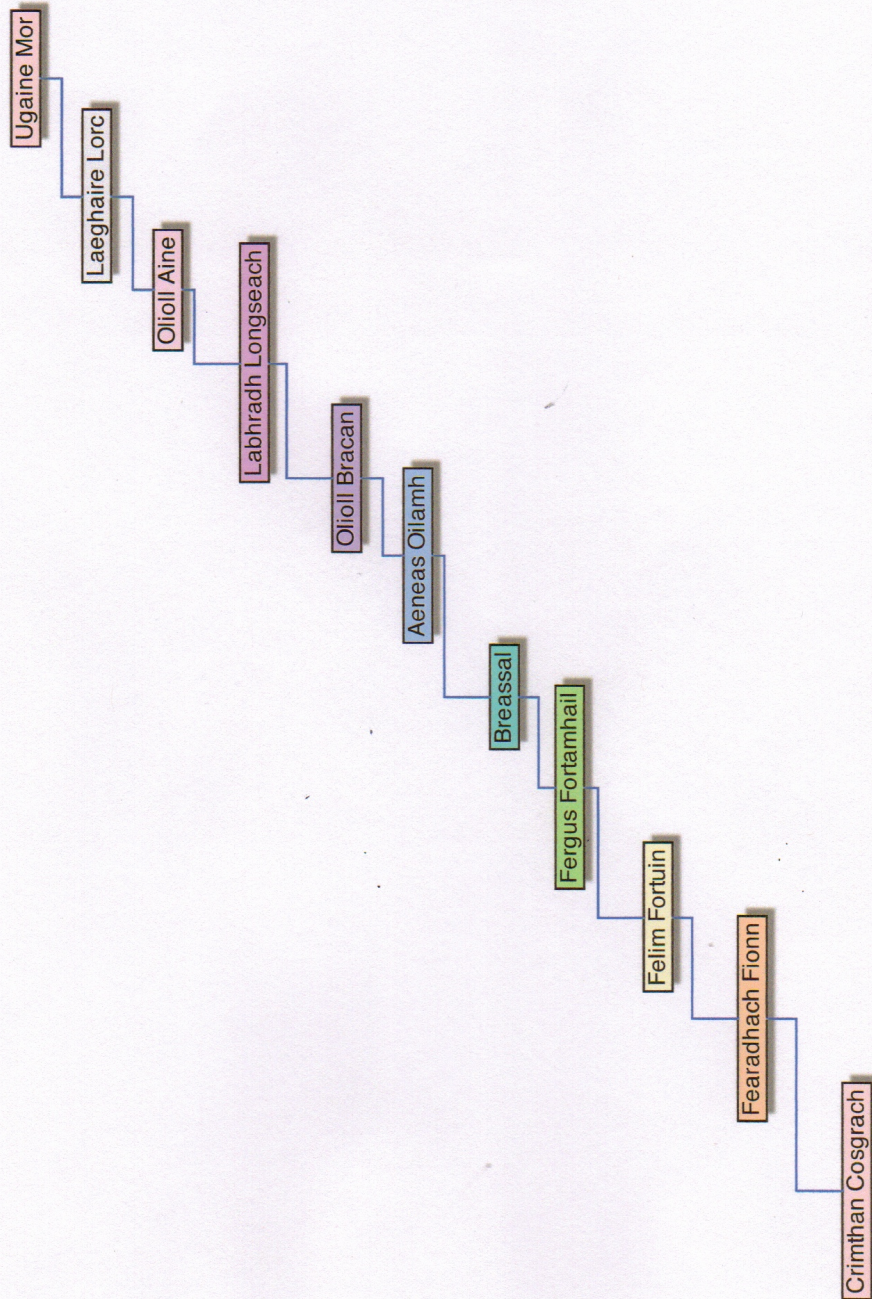 Ugaine Mor
Laeghaire Lorc
Olioll Aine
Labhradh Longseach
Olioll Bracan
Aeneas Oilamh
Breassal
Fergus Fortamhail
Felim Fortuin
Fearadhach Fionn
Crimthan Cosgrach